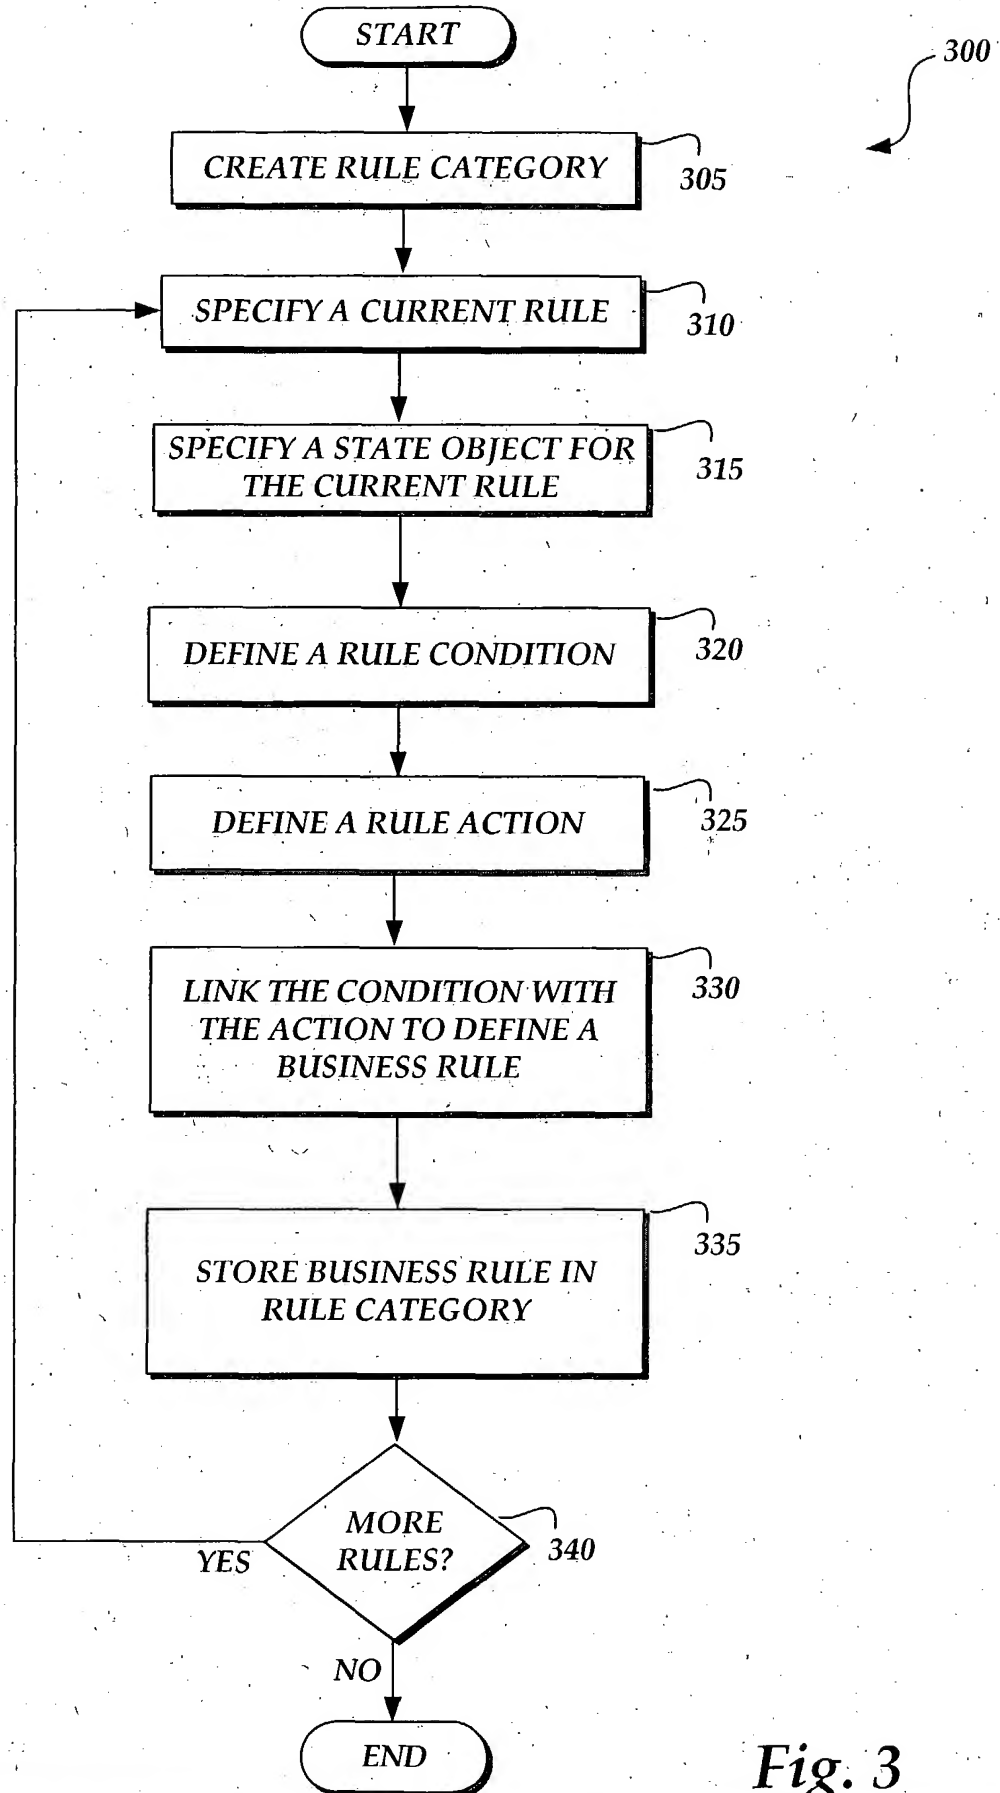 START
300
CREATE RULE CATEGORY
305
SPECIFY A CURRENT RULE
310
SPECIFY A STATE OBJECT FOR
THE CURRENT RULE
315
DEFINE A RULE CONDITION
320
DEFINE A RULE ACTION
325
LINK THE CONDITION WITH
THE ACTION TO DEFINE A
BUSINESS RULE
330
STORE BUSINESS RULE IN
RULE CATEGORY
335
MORE
RULES?
340
YES
NO
END
Fig. 3